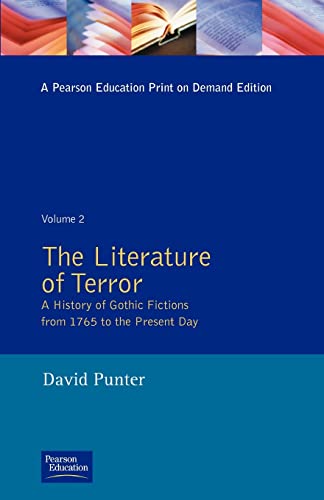 A Pearson Education Print on Demand Edition
Volume 2
The Literature
of Terror
A History of Gothic Fictions
from 1765 to the Present Day
David Punter
Pearson
Education